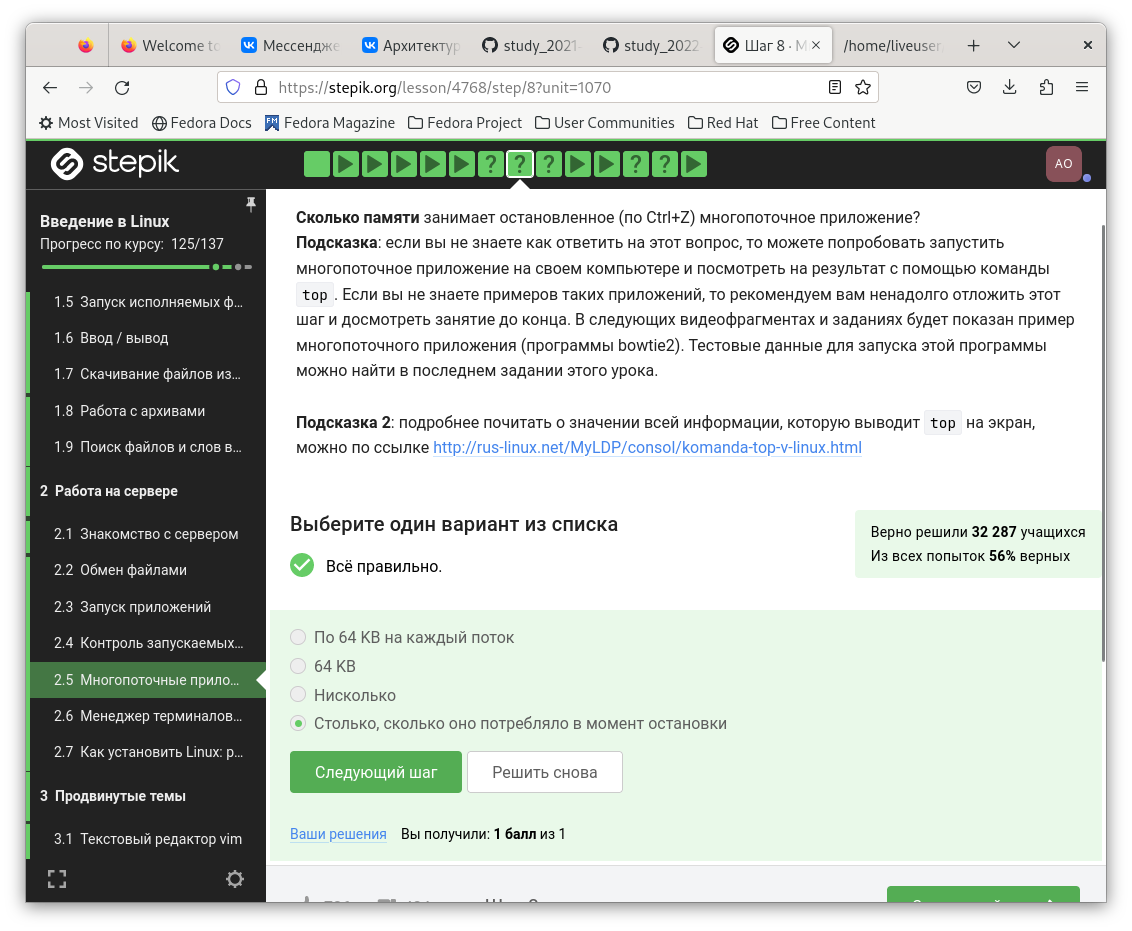 Welcome to
Мессендже
Архитектур
study_2021-
study_2022
Шаг 8 · М
/home/liveuser
https://stepik.org/lesson/4768/step/8?unit=1070
Most Visited
Fedora Docs
Fedora Magazine
Fedora Project
User Communities
Red Hat
Free Content
stepik
АО
Введение в Linux
Прогресс по курсу: 125/137
1.5 Запуск исполняемых ф...
1.6 Ввод / вывод
1.7 Скачивание файлов из...
1.8 Работа с архивами
1.9 Поиск файлов и слов в...
2 Работа на сервере
2.1 Знакомство с сервером
2.2 Обмен файлами
2.3 Запуск приложений
2.4 Контроль запускаемых...
2.5 Многопоточные прило...
2.6 Менеджер терминалов...
2.7 Как установить Linux: р...
3 Продвинутые темы
3.1 Текстовый редактор vim
Сколько памяти занимает остановленное (по Ctrl+Z) многопоточное приложение?
Подсказка: если вы не знаете как ответить на этот вопрос, то можете попробовать запустить
многопоточное приложение на своем компьютере и посмотреть на результат с помощью команды
top . Если вы не знаете примеров таких приложений, то рекомендуем вам ненадолго отложить этот
шаг и досмотреть занятие до конца. В следующих видеофрагментах и заданиях будет показан пример
многопоточного приложения (программы bowtie2). Тестовые данные для запуска этой программы
можно найти в последнем задании этого урока.
Подсказка 2: подробнее почитать о значении всей информации, которую выводит top на экран,
можно по ссылке http://rus-linux.net/MyLDP/consol/komanda-top-v-linux.html
Выберите один вариант из списка
Всё правильно.
Верно решили 32 287 учащихся
Из всех попыток 56% верных
По 64 KB на каждый поток
64 KB
Нисколько
Столько, сколько оно потребляло в момент остановки
Следующий шаг
Решить снова
Ваши решения Вы получили: 1 балл из 1